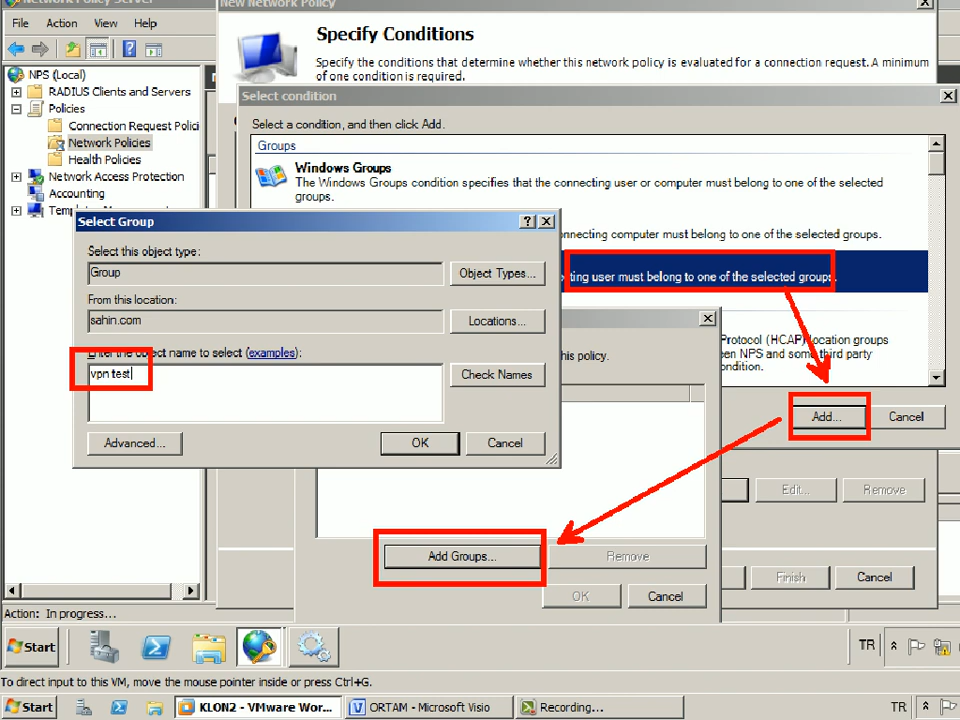 Network Policy Server
New Network Policy
File Action View Help
NPS (Local)
RADIUS Clients and Servers
Policies
Connection Request Polici
Network Policies
Health Policies
Network Access Protection
Accounting
Specify Conditions
Specify the conditions that determine whether this network policy is evaluated for a connection request. A minimum
of one condition is required.
Select condition
Select a condition, and then click Add.
Groups
Windows Groups
The Windows Groups condition specifies that the connecting user or computer must belong to one of the selected
groups.
onnecting computer must belong to one of the selected groups.
ting user must belong to one of the selected groups.
Protocol (HCAP) location groups
een NPS and some third party
condition.
Add... Cancel
Select Group
Select this object type:
Group
Object Types...
From this location:
sahin.com
Locations...
Enter the object name to select (examples):
vpn test
Check Names
Advanced...
OK
Cancel
his policy.
Edit... Remove
Add Groups... Remove
OK Cancel
Finish Cancel
Action: In progress...
Start
TR
To direct input to this VM, move the mouse pointer inside or press Ctrl+G.
Start
KLON2 - VMware Wor...
ORTAM - Microsoft Visio
Recording...
TR